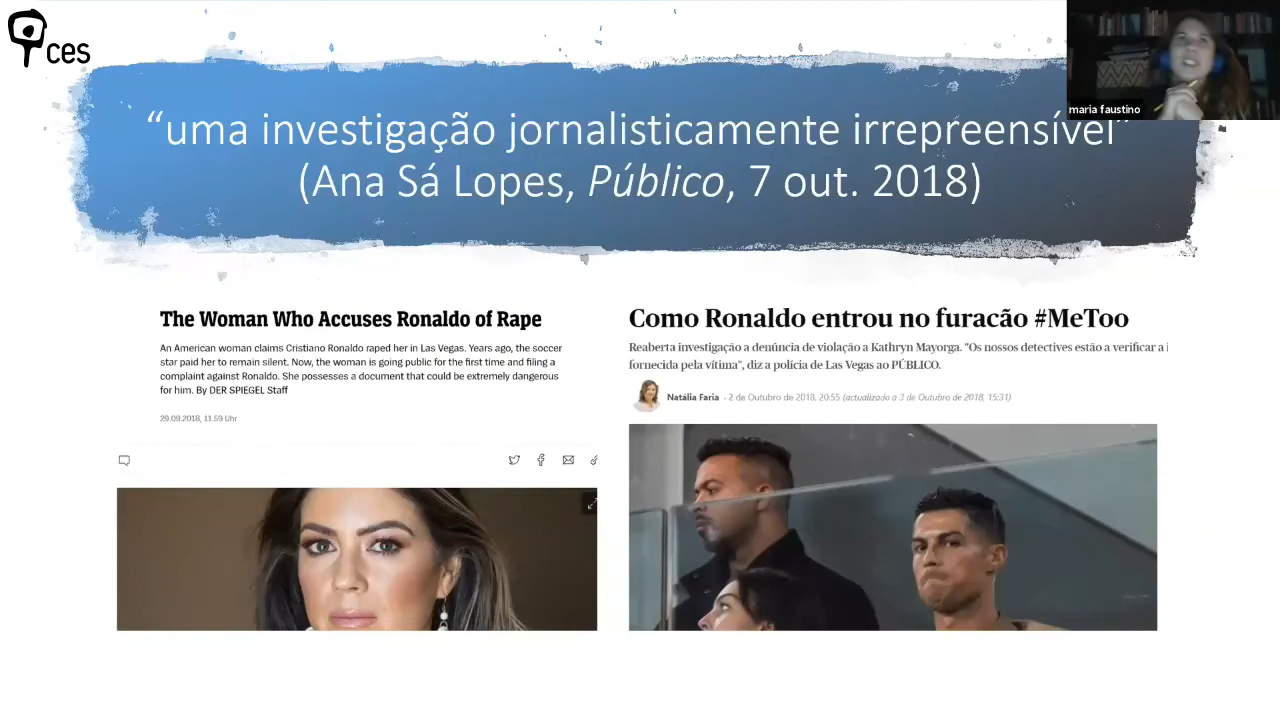 ces
maria faustino
“uma investigação jornalisticamente irrepreensível”
(Ana Sá Lopes, Público, 7 out. 2018)
The Woman Who Accuses Ronaldo of Rape
An American woman claims Cristiano Ronaldo raped her in Las Vegas. Years ago, the soccer
star paid her to remain silent. Now, the woman is going public for the first time and filing a
complaint against Ronaldo. She possesses a document that could be extremely dangerous
for him. By DER SPIEGEL Staff
29.09.2018, 11.59 Uhr
Como Ronaldo entrou no furacão #MeToo
Reaberta investigação a denúncia de violação a Kathryn Mayorga. "Os nossos detectives estão a verificar a i
fornecida pela vítima", diz a polícia de Las Vegas ao PÚBLICO.
Natália Faria - 2 de Outubro de 2018, 20:55 (actualizado a 3 de Outubro de 2018, 15:31)